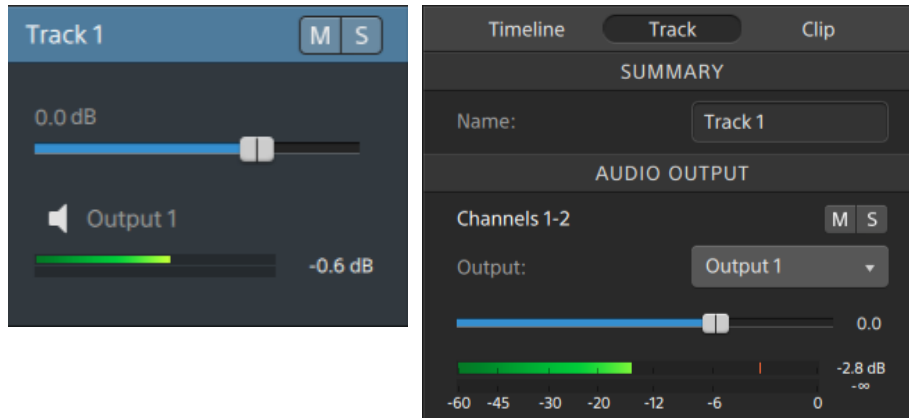 Track 1 M S
0.0 dB
Output 1
-0.6 dB
Timeline Track Clip
SUMMARY
Name: Track 1
AUDIO OUTPUT
Channels 1-2 M S
Output: Output 1
0.0
-2.8 dB
-∞
-60 -45 -30 -20 -12 -6 0